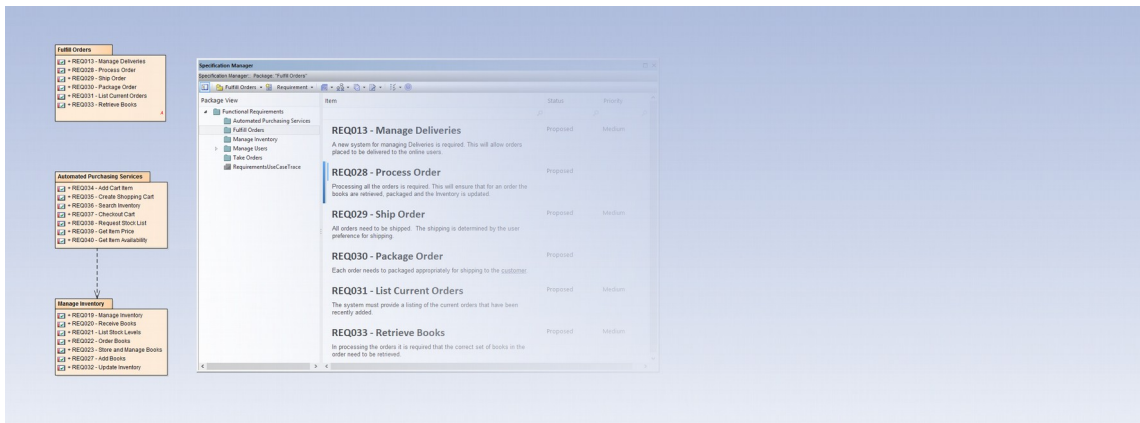 Fulfill Orders
+ REQ013 - Manage Deliveries
+ REQ028 - Process Order
+ REQ029 - Ship Order
+ REQ030 - Package Order
+ REQ031 - List Current Orders
+ REQ033 - Retrieve Books
Automated Purchasing Services
+ REQ034 - Add Cart Item
+ REQ035 - Create Shopping Cart
+ REQ036 - Search Inventory
+ REQ037 - Checkout Cart
+ REQ038 - Request Stock List
+ REQ039 - Get Item Price
+ REQ040 - Get Item Availability
Manage Inventory
+ REQ019 - Manage Inventory
+ REQ020 - Receive Books
+ REQ021 - List Stock Levels
+ REQ022 - Order Books
+ REQ023 - Store and Manage Books
+ REQ027 - Add Books
+ REQ032 - Update Inventory
Specification Manager
Specification Manager: Package: "Fulfill Orders"
Fulfill Orders Requirement
Package View
Functional Requirements
Automated Purchasing Services
Fulfill Orders
Manage Inventory
Manage Users
Take Orders
RequirementsUseCaseTrace
Item Status Priority
REQ013 - Manage Deliveries Proposed Medium
A new system for managing Deliveries is required. This will allow orders
placed to be delivered to the online users.
REQ028 - Process Order Proposed
Processing all the orders is required. This will ensure that for an order the
books are retrieved, packaged and the Inventory is updated
REQ029 - Ship Order Proposed Medium
All orders need to be shipped. The shipping is determined by the user
preference for shipping.
REQ030 - Package Order Proposed
Each order needs to packaged appropriately for shipping to the customer.
REQ031 - List Current Orders Proposed Medium
The system must provide a listing of the current orders that have been
recently added.
REQ033 - Retrieve Books Proposed Medium
In processing the orders it is required that the correct set of books in the
order need to be retrieved.